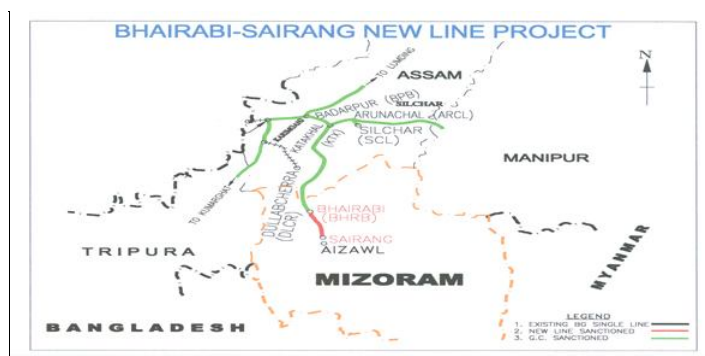 BHAIRABI-SAIRANG NEW LINE PROJECT
N
TO LUMDING
ASSAM
BADARPUR (BPB)
SILCHAR
ARUNACHAL (ARCL)
KATAKHAL
(KTX)
SILCHAR
(SCL)
MANIPUR
TO KUMARGHAT
DULLABCHERRA
(DLCR)
BHAIRABI
(BHRB)
SAIRANG
AIZAWL
TRIPURA
MIZORAM
MYANMAR
BANGLADESH
LEGEND
1. EXISTING BG SINGLE LINE
2. NEW LINE SANCTIONED
3. G.C. SANCTIONED